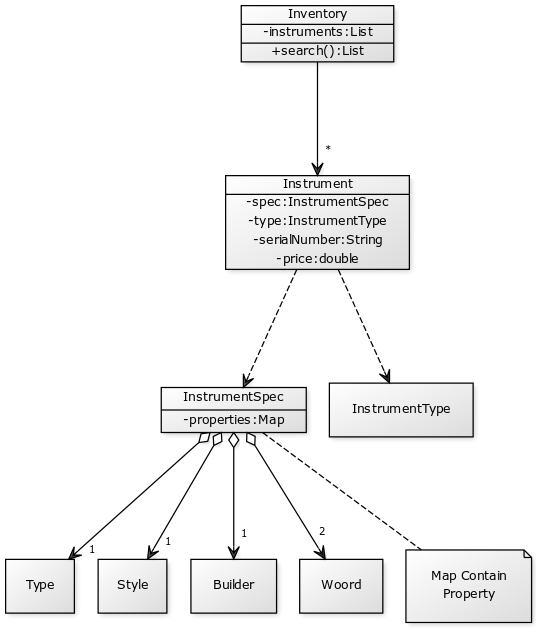 Inventory
-instruments:List
+search():List
*
Instrument
-spec:InstrumentSpec
-type:InstrumentType
-serialNumber:String
-price:double
InstrumentSpec
-properties:Map
InstrumentType
1
1
1
2
Type
Style
Builder
Woord
Map Contain
Property